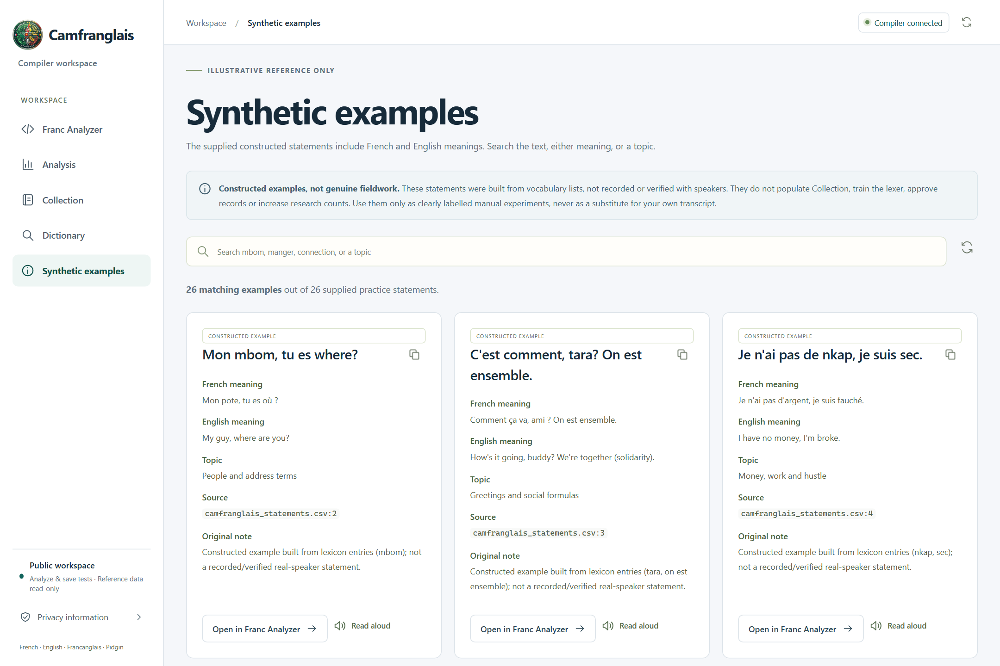 Camfranglais
Compiler workspace
WORKSPACE
Franc Analyzer
Analysis
Collection
Dictionary
Synthetic examples
Public workspace
Analyze & save tests · Reference data
read-only
Privacy information
French · English · Francanglais · Pidgin
Workspace / Synthetic examples
Compiler connected
ILLUSTRATIVE REFERENCE ONLY
Synthetic examples
The supplied constructed statements include French and English meanings. Search the text, either meaning, or a topic.
Constructed examples, not genuine fieldwork. These statements were built from vocabulary lists, not recorded or verified with speakers. They do not populate Collection, train the lexer, approve
records or increase research counts. Use them only as clearly labelled manual experiments, never as a substitute for your own transcript.
Search mbom, manger, connection, or a topic
26 matching examples out of 26 supplied practice statements.
CONSTRUCTED EXAMPLE
Mon mbom, tu es where?
French meaning
Mon pote, tu es où ?
English meaning
My guy, where are you?
Topic
People and address terms
Source
camfranglais_statements.csv:2
Original note
Constructed example built from lexicon entries (mbom); not
a recorded/verified real-speaker statement.
Open in Franc Analyzer
Read aloud
CONSTRUCTED EXAMPLE
C'est comment, tara? On est
ensemble.
French meaning
Comment ça va, ami ? On est ensemble.
English meaning
How's it going, buddy? We're together (solidarity).
Topic
Greetings and social formulas
Source
camfranglais_statements.csv:3
Original note
Constructed example built from lexicon entries (tara, on est
ensemble); not a recorded/verified real-speaker statement.
Open in Franc Analyzer
Read aloud
CONSTRUCTED EXAMPLE
Je n'ai pas de nkap, je suis sec.
French meaning
Je n'ai pas d'argent, je suis fauché.
English meaning
I have no money, I'm broke.
Topic
Money, work and hustle
Source
camfranglais_statements.csv:4
Original note
Constructed example built from lexicon entries (nkap, sec);
not a recorded/verified real-speaker statement.
Open in Franc Analyzer
Read aloud